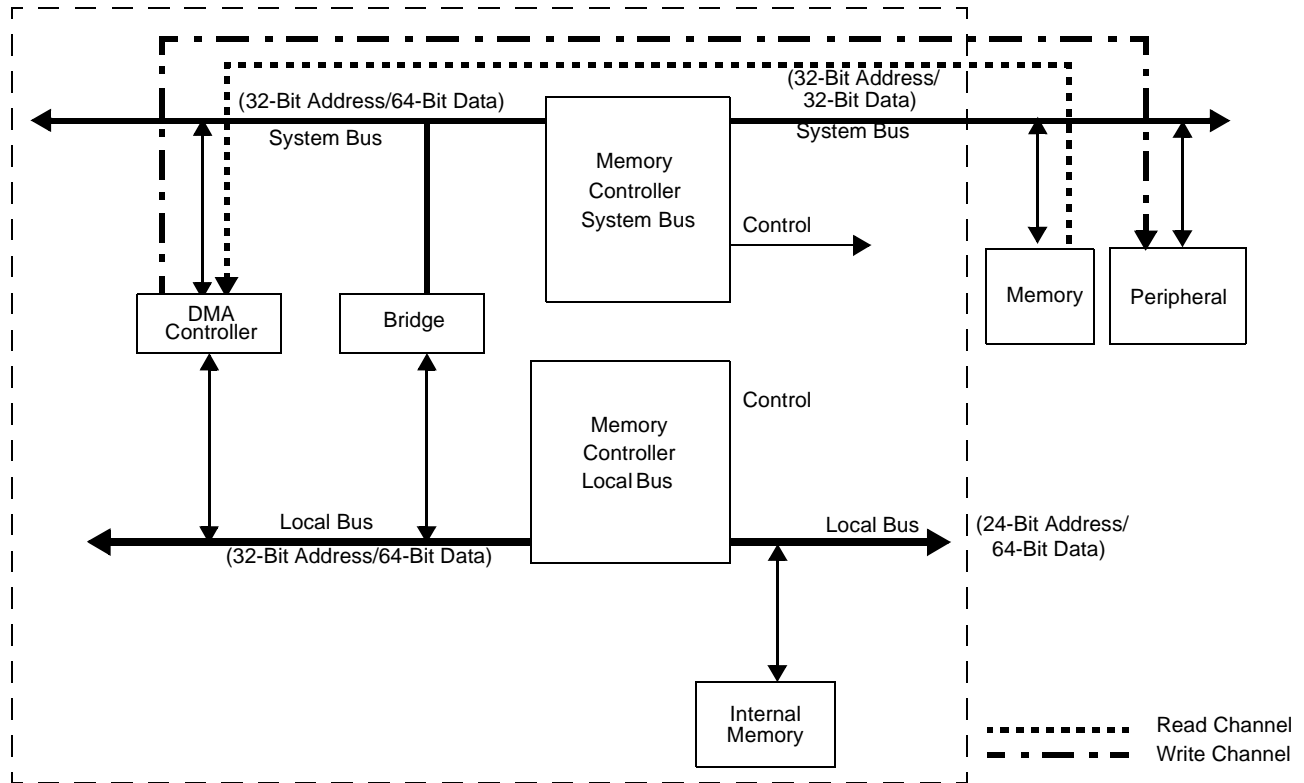 (32-Bit Address/64-Bit Data)
System Bus
(32-Bit Address/
32-Bit Data)
System Bus
Memory
Controller
System Bus
Control
DMA
Controller
Bridge
Memory
Peripheral
Memory
Controller
Local Bus
Control
Local Bus
(32-Bit Address/64-Bit Data)
Local Bus
(24-Bit Address/
64-Bit Data)
Internal
Memory
Read Channel
Write Channel